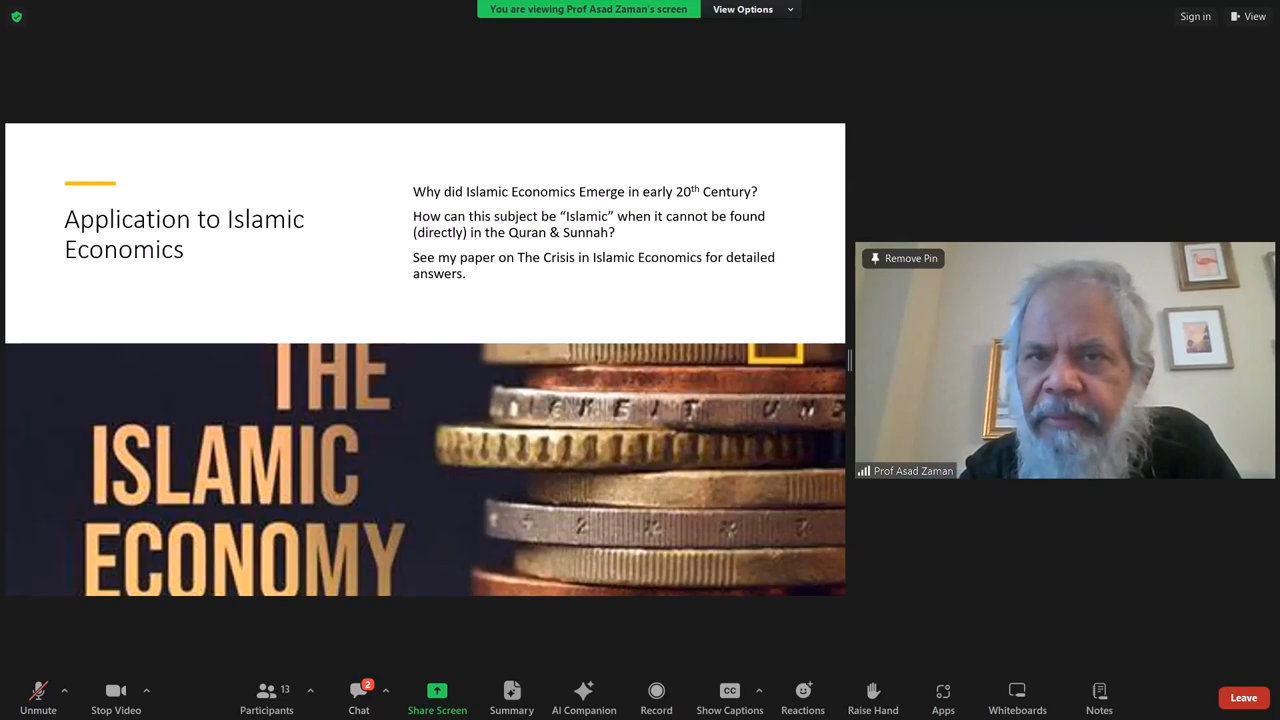 You are viewing Prof Asad Zaman's screen
View Options
Sign in
View
Application to Islamic
Economics
Why did Islamic Economics Emerge in early 20th Century?
How can this subject be “Islamic” when it cannot be found
(directly) in the Quran & Sunnah?
See my paper on The Crisis in Islamic Economics for detailed
answers.
THE
ISLAMIC
ECONOMY
Remove Pin
Prof Asad Zaman
Unmute
Stop Video
13
Participants
2
Chat
Share Screen
Summary
AI Companion
Record
CC
Show Captions
Reactions
Raise Hand
Apps
Whiteboards
Notes
Leave